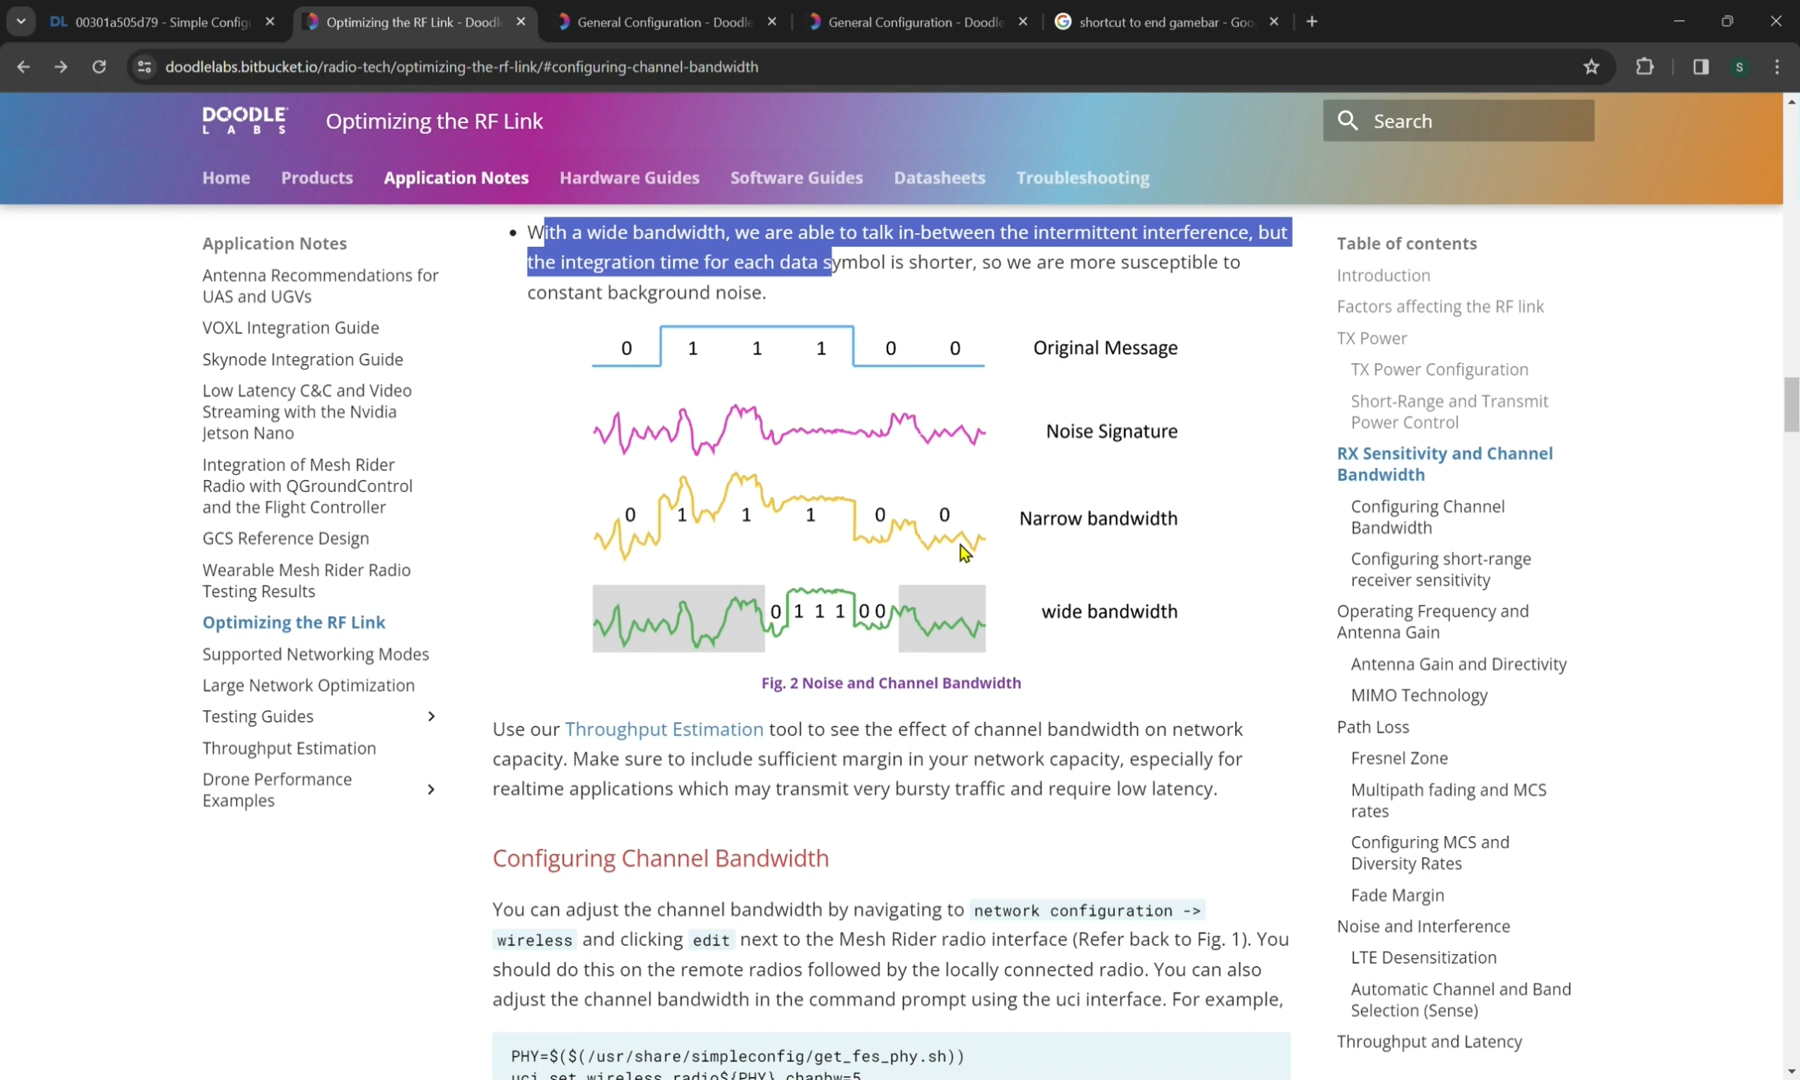 00301a505d79 - Simple Config
Optimizing the RF Link - Doodl
General Configuration - Doodle
General Configuration - Doodle
shortcut to end gamebar - Goo
doodlelabs.bitbucket.io/radio-tech/optimizing-the-rf-link/#configuring-channel-bandwidth
S
DOODLE
LABS
Optimizing the RF Link
Search
Home Products Application Notes Hardware Guides Software Guides Datasheets Troubleshooting
Application Notes
Antenna Recommendations for
UAS and UGVs
VOXL Integration Guide
Skynode Integration Guide
Low Latency C&C and Video
Streaming with the Nvidia
Jetson Nano
Integration of Mesh Rider
Radio with QGroundControl
and the Flight Controller
GCS Reference Design
Wearable Mesh Rider Radio
Testing Results
Optimizing the RF Link
Supported Networking Modes
Large Network Optimization
Testing Guides
Throughput Estimation
Drone Performance
Examples
With a wide bandwidth, we are able to talk in-between the intermittent interference, but
the integration time for each data symbol is shorter, so we are more susceptible to
constant background noise.
0 1 1 1 0 0 Original Message
Noise Signature
0 1 1 1 0 0 Narrow bandwidth
0 1 1 1 0 0 wide bandwidth
Fig. 2 Noise and Channel Bandwidth
Use our Throughput Estimation tool to see the effect of channel bandwidth on network
capacity. Make sure to include sufficient margin in your network capacity, especially for
realtime applications which may transmit very bursty traffic and require low latency.
Configuring Channel Bandwidth
You can adjust the channel bandwidth by navigating to network configuration ->
wireless and clicking edit next to the Mesh Rider radio interface (Refer back to Fig. 1). You
should do this on the remote radios followed by the locally connected radio. You can also
adjust the channel bandwidth in the command prompt using the uci interface. For example,
PHY=$($(/usr/share/simpleconfig/get_fes_phy.sh))
uci set wireless.radio${PHY}.chanbw=5
Table of contents
Introduction
Factors affecting the RF link
TX Power
TX Power Configuration
Short-Range and Transmit
Power Control
RX Sensitivity and Channel
Bandwidth
Configuring Channel
Bandwidth
Configuring short-range
receiver sensitivity
Operating Frequency and
Antenna Gain
Antenna Gain and Directivity
MIMO Technology
Path Loss
Fresnel Zone
Multipath fading and MCS
rates
Configuring MCS and
Diversity Rates
Fade Margin
Noise and Interference
LTE Desensitization
Automatic Channel and Band
Selection (Sense)
Throughput and Latency